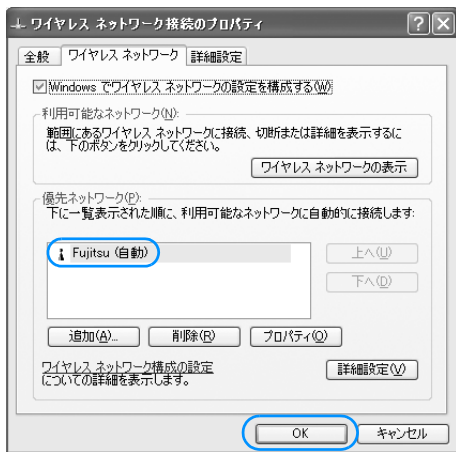 ワイヤレス ネットワーク接続のプロパティ
全般 ワイヤレス ネットワーク 詳細設定
Windows でワイヤレス ネットワークの設定を構成する(W)
利用可能なネットワーク(N):
範囲にあるワイヤレス ネットワークに接続、切断または詳細を表示するに
は、下のボタンをクリックしてください。
ワイヤレス ネットワークの表示
優先ネットワーク(P):
下に一覧表示された順に、利用可能なネットワークに自動的に接続します:
Fujitsu (自動)
上へ(U)
下へ(D)
追加(A)... 削除(R) プロパティ(O)
ワイヤレス ネットワーク構成の設定
についての詳細を表示します。
詳細設定(V)
OK キャンセル